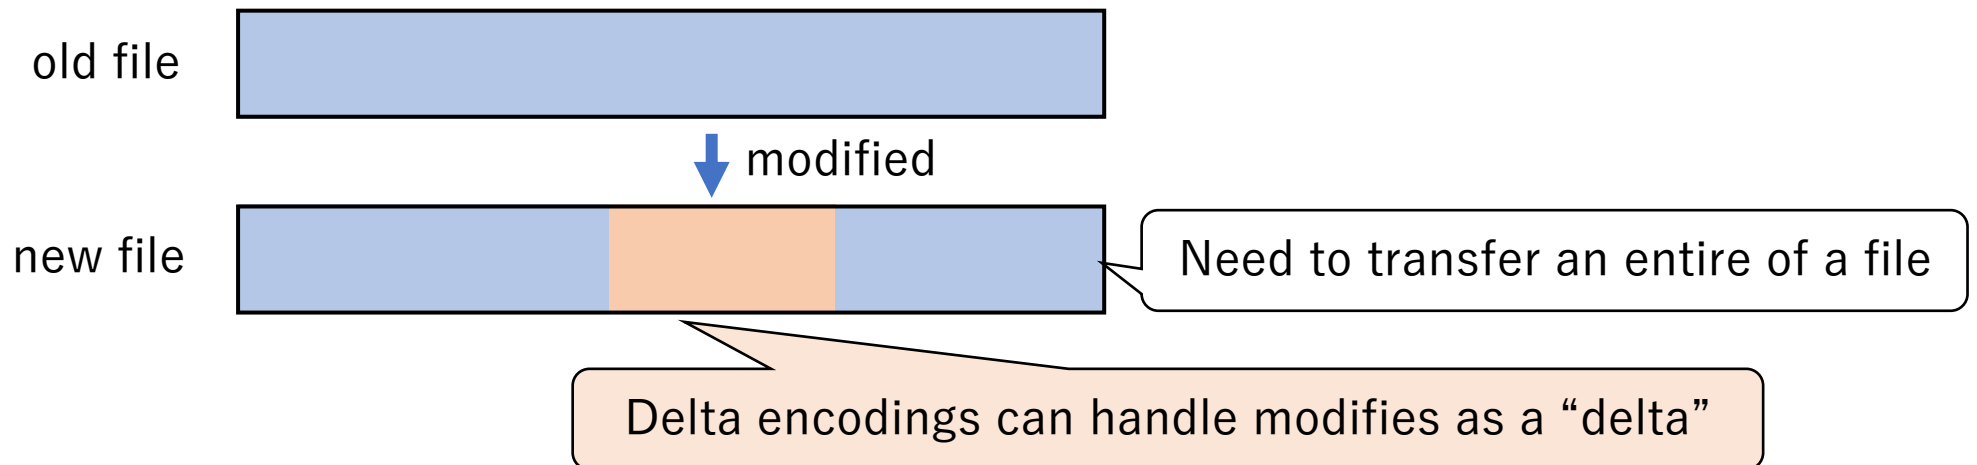 old file
modified
new file
Need to transfer an entire of a file
Delta encodings can handle modifies as a “delta”